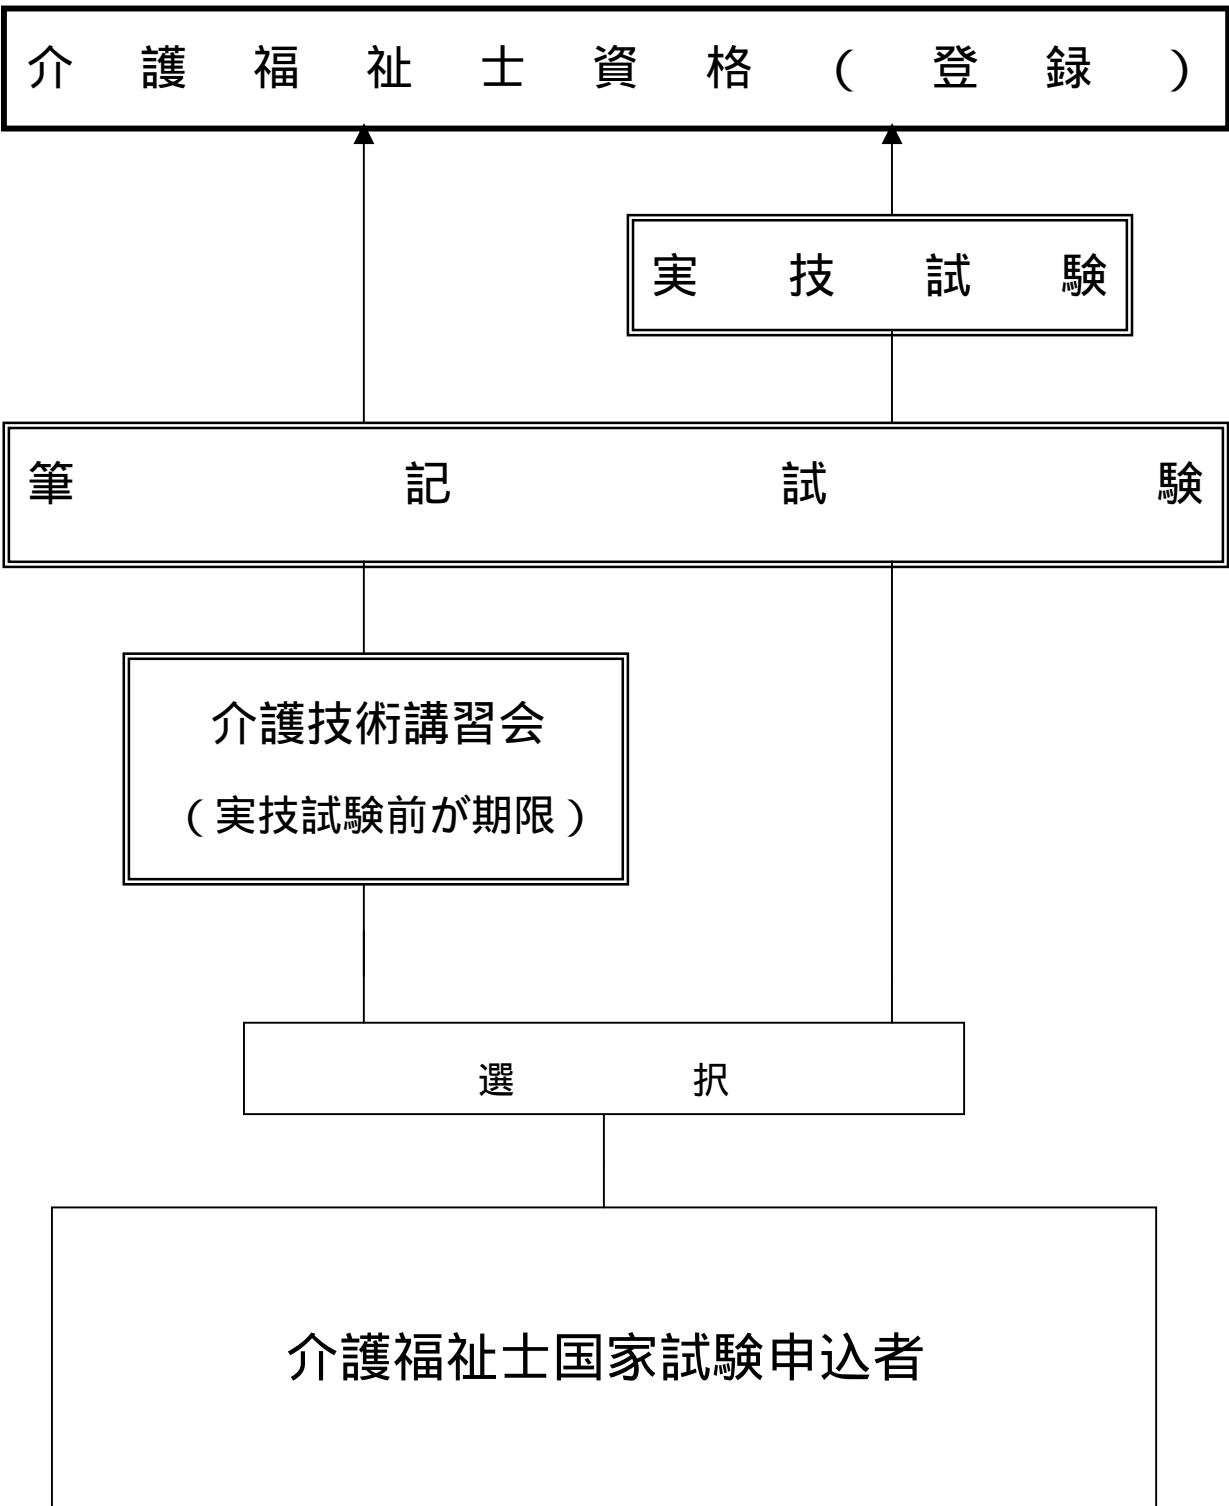 介護福祉士資格(登録)
実技試験
筆記試験
介護技術講習会
(実技試験前が期限)
選択
介護福祉士国家試験申込者